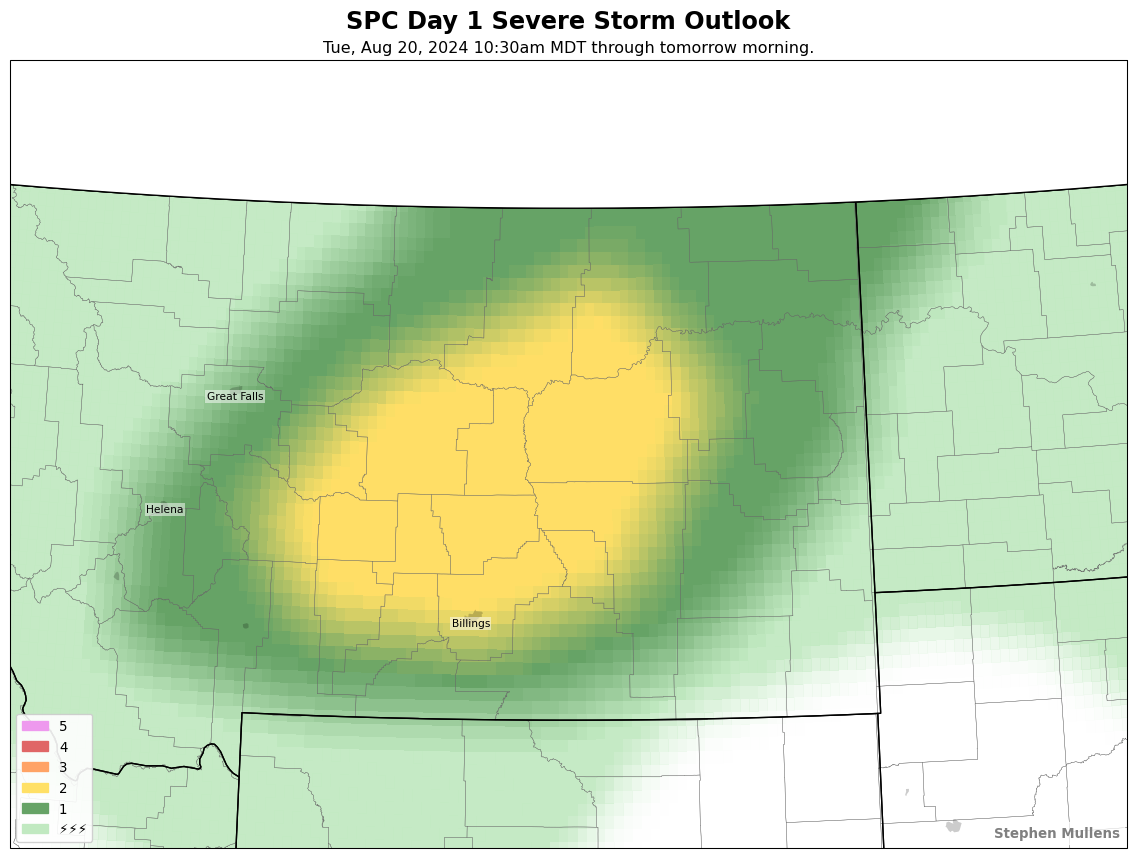 SPC Day 1 Severe Storm Outlook
Tue, Aug 20, 2024 10:30am MDT through tomorrow morning.
Great Falls
Helena
Billings
5
4
3
2
1
⚡⚡⚡
Stephen Mullens